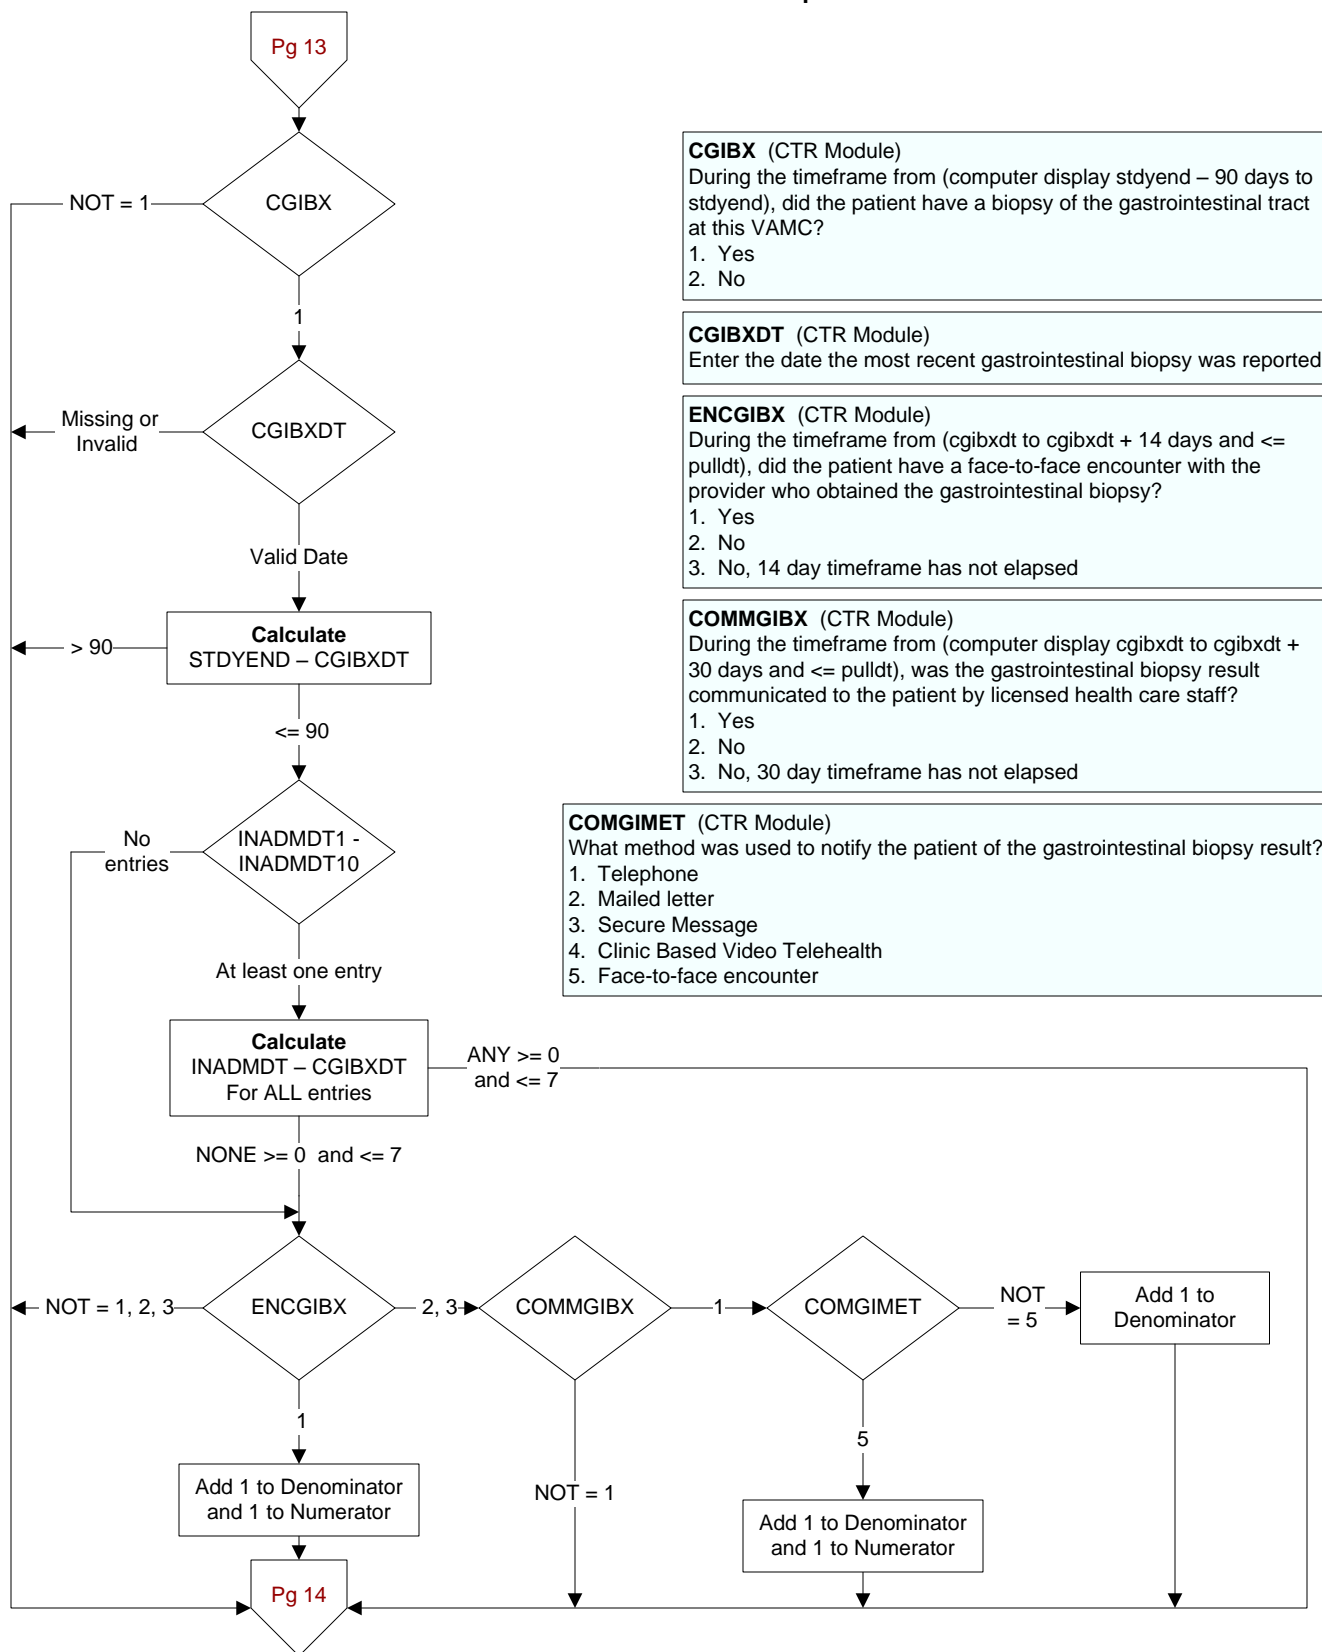 Pg 13
CGIBX
NOT = 1
1
CGIBX (CTR Module)
During the timeframe from (computer display stdyend – 90 days to
stdyend), did the patient have a biopsy of the gastrointestinal tract
at this VAMC?
1. Yes
2. No
CGIBXDT (CTR Module)
Enter the date the most recent gastrointestinal biopsy was reported
ENCGIBX (CTR Module)
During the timeframe from (cgibxdt to cgibxdt + 14 days and <=
pulldt), did the patient have a face-to-face encounter with the
provider who obtained the gastrointestinal biopsy?
1. Yes
2. No
3. No, 14 day timeframe has not elapsed
COMMGIBX (CTR Module)
During the timeframe from (computer display cgibxdt to cgibxdt +
30 days and <= pulldt), was the gastrointestinal biopsy result
communicated to the patient by licensed health care staff?
1. Yes
2. No
3. No, 30 day timeframe has not elapsed
COMGIMET (CTR Module)
What method was used to notify the patient of the gastrointestinal biopsy result?
1. Telephone
2. Mailed letter
3. Secure Message
4. Clinic Based Video Telehealth
5. Face-to-face encounter
CGIBXDT
Missing or
Invalid
Valid Date
Calculate
STDYEND – CGIBXDT
> 90
<= 90
INADMDT1 -
INADMDT10
No
entries
At least one entry
Calculate
INADMDT – CGIBXDT
For ALL entries
ANY >= 0
and <= 7
NONE >= 0 and <= 7
NOT = 1, 2, 3
ENCGIBX
2, 3
COMMGIBX
1
COMGIMET
NOT
= 5
Add 1 to
Denominator
1
5
NOT = 1
Add 1 to Denominator
and 1 to Numerator
Add 1 to Denominator
and 1 to Numerator
Pg 14